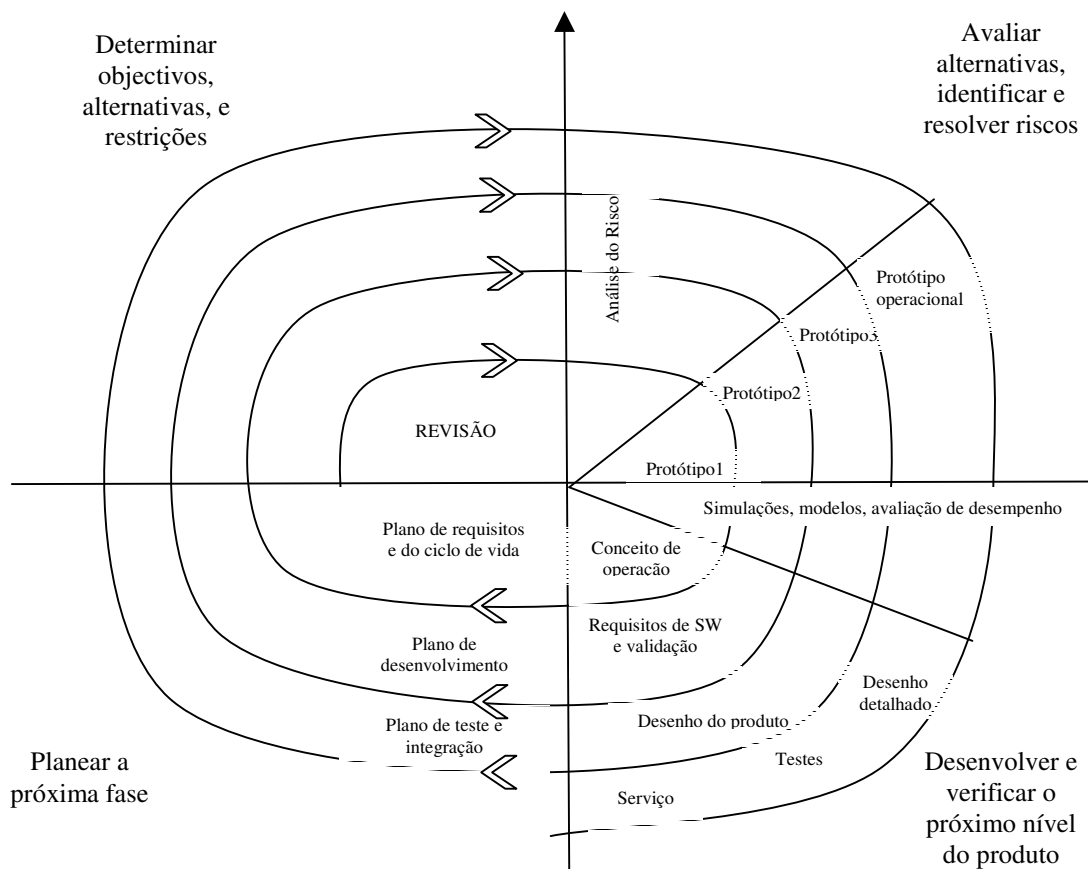 Determinar
objectivos,
alternativas, e
restrições
Avaliar
alternativas,
identificar e
resolver riscos
Análise do Risco
Protótipo
operacional
Protótipo3
Protótipo2
REVISÃO
Protótipo1
Simulações, modelos, avaliação de desempenho
Plano de requisitos
e do ciclo de vida
Conceito de
operação
Requisitos de SW
e validação
Plano de
desenvolvimento
Desenho
detalhado
Plano de teste e
integração
Desenho do produto
Testes
Serviço
Planear a
próxima fase
Desenvolver e
verificar o
próximo nível
do produto